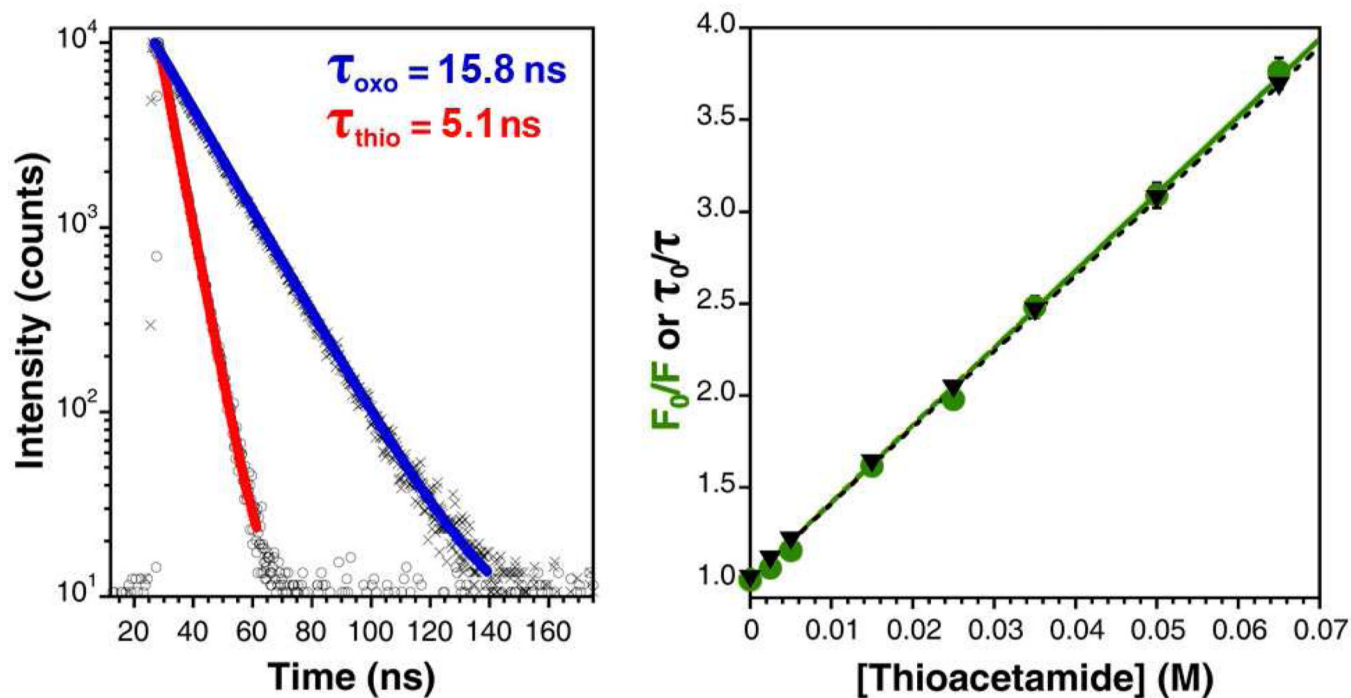 τoxo = 15.8 ns
τthio = 5.1 ns
Intensity (counts)
10⁴
10³
10²
10¹
20 40 60 80 100 120 140 160
Time (ns)
F₀/F or τ₀/τ
4.0
3.5
3.0
2.5
2.0
1.5
1.0
0 0.01 0.02 0.03 0.04 0.05 0.06 0.07
[Thioacetamide] (M)